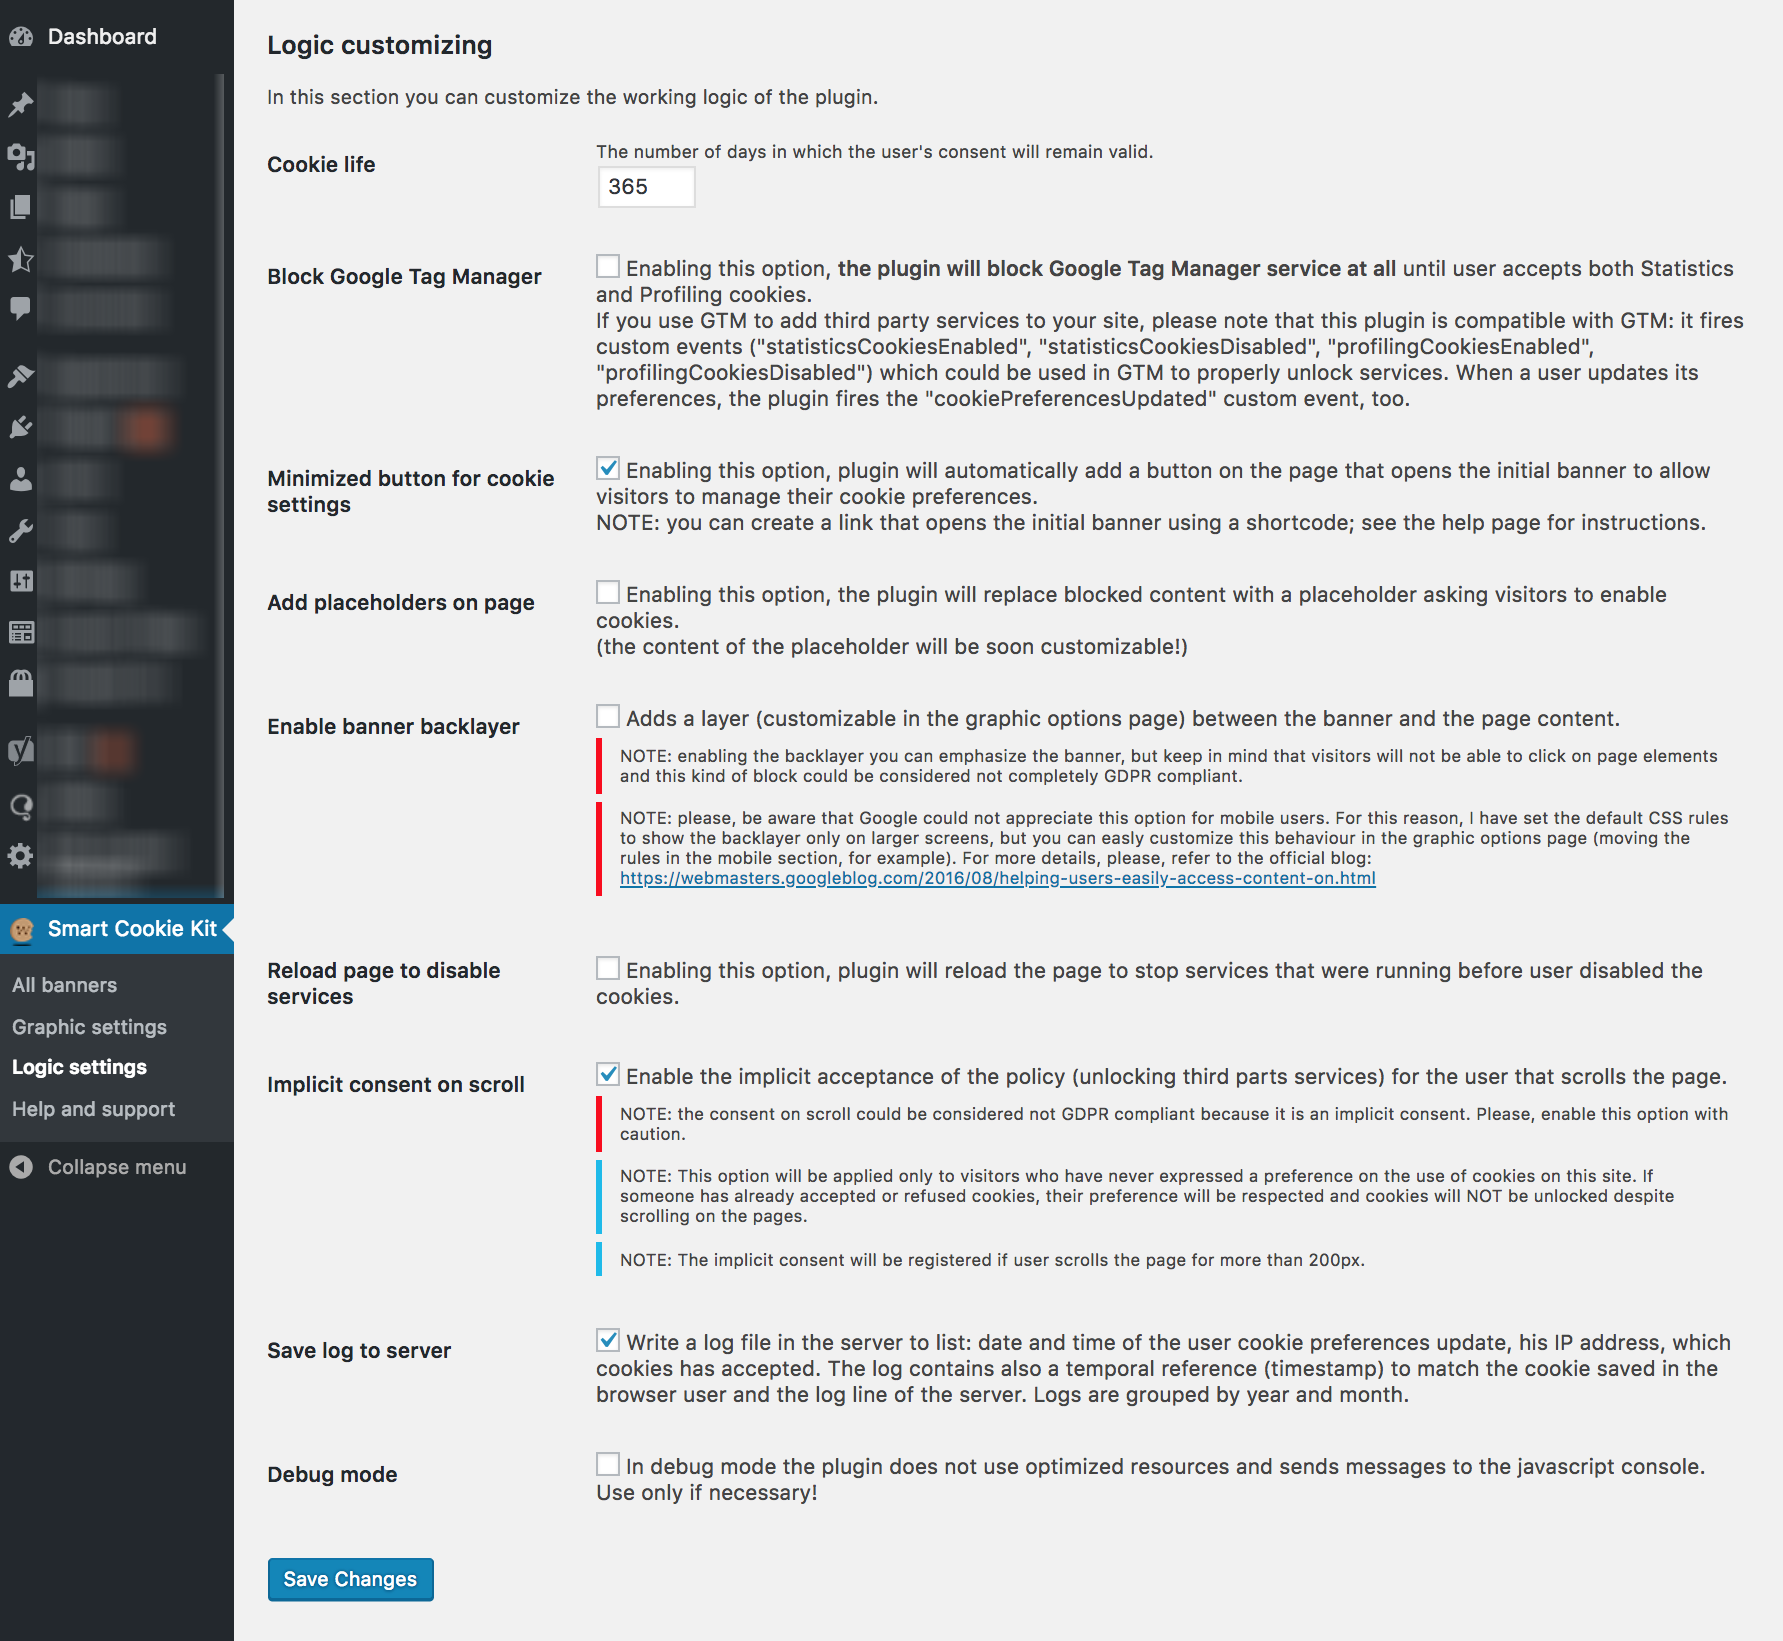 Dashboard
Smart Cookie Kit
All banners
Graphic settings
Logic settings
Help and support
Collapse menu
Logic customizing
In this section you can customize the working logic of the plugin.
Cookie life
The number of days in which the user's consent will remain valid.
365
Block Google Tag Manager
Enabling this option, the plugin will block Google Tag Manager service at all until user accepts both Statistics
and Profiling cookies.
If you use GTM to add third party services to your site, please note that this plugin is compatible with GTM: it fires
custom events ("statisticsCookiesEnabled", "statisticsCookiesDisabled", "profilingCookiesEnabled",
"profilingCookiesDisabled") which could be used in GTM to properly unlock services. When a user updates its
preferences, the plugin fires the "cookiePreferencesUpdated" custom event, too.
Minimized button for cookie
settings
Enabling this option, plugin will automatically add a button on the page that opens the initial banner to allow
visitors to manage their cookie preferences.
NOTE: you can create a link that opens the initial banner using a shortcode; see the help page for instructions.
Add placeholders on page
Enabling this option, the plugin will replace blocked content with a placeholder asking visitors to enable
cookies.
(the content of the placeholder will be soon customizable!)
Enable banner backlayer
Adds a layer (customizable in the graphic options page) between the banner and the page content.
NOTE: enabling the backlayer you can emphasize the banner, but keep in mind that visitors will not be able to click on page elements
and this kind of block could be considered not completely GDPR compliant.
NOTE: please, be aware that Google could not appreciate this option for mobile users. For this reason, I have set the default CSS rules
to show the backlayer only on larger screens, but you can easly customize this behaviour in the graphic options page (moving the
rules in the mobile section, for example). For more details, please, refer to the official blog:
https://webmasters.googleblog.com/2016/08/helping-users-easily-access-content-on.html
Reload page to disable
services
Enabling this option, plugin will reload the page to stop services that were running before user disabled the
cookies.
Implicit consent on scroll
Enable the implicit acceptance of the policy (unlocking third parts services) for the user that scrolls the page.
NOTE: the consent on scroll could be considered not GDPR compliant because it is an implicit consent. Please, enable this option with
caution.
NOTE: This option will be applied only to visitors who have never expressed a preference on the use of cookies on this site. If
someone has already accepted or refused cookies, their preference will be respected and cookies will NOT be unlocked despite
scrolling on the pages.
NOTE: The implicit consent will be registered if user scrolls the page for more than 200px.
Save log to server
Write a log file in the server to list: date and time of the user cookie preferences update, his IP address, which
cookies has accepted. The log contains also a temporal reference (timestamp) to match the cookie saved in the
browser user and the log line of the server. Logs are grouped by year and month.
Debug mode
In debug mode the plugin does not use optimized resources and sends messages to the javascript console.
Use only if necessary!
Save Changes